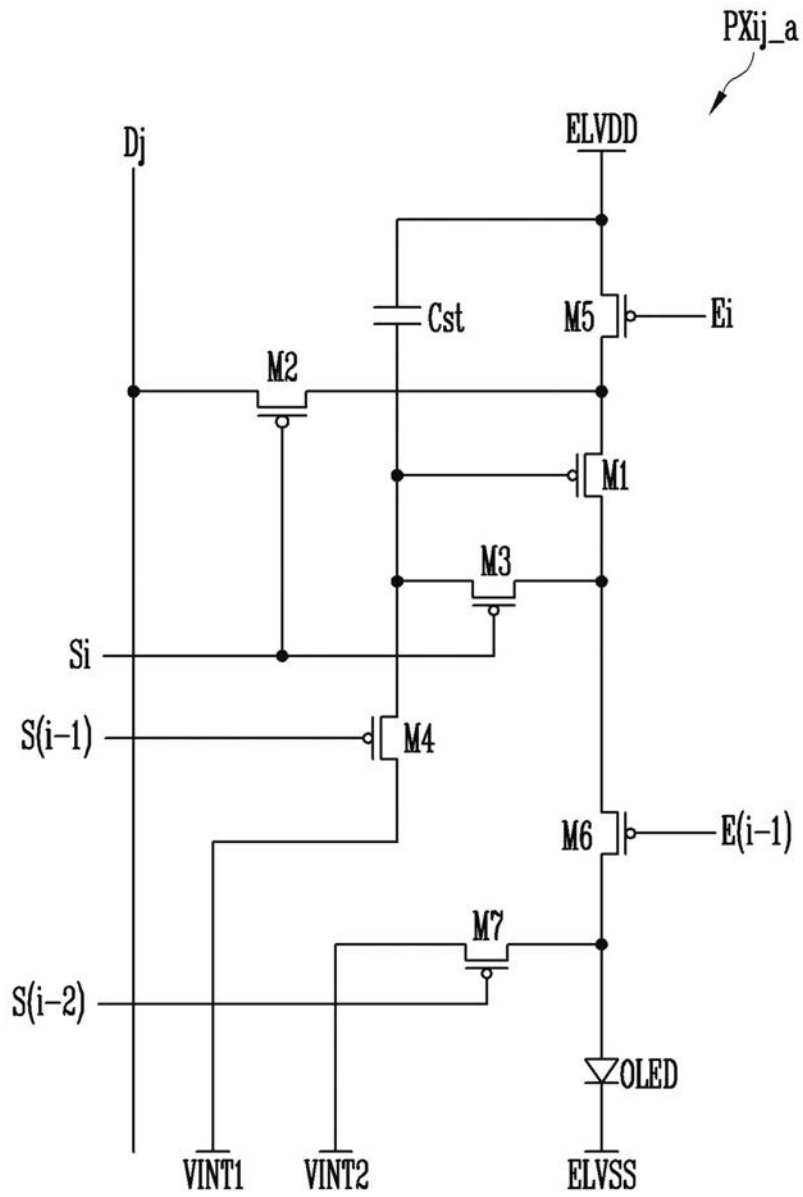 PXij_a
Dj
ELVDD
Cst
M5
Ei
M2
M1
M3
Si
S(i-1)
M4
M6
E(i-1)
M7
S(i-2)
OLED
VINT1
VINT2
ELVSS